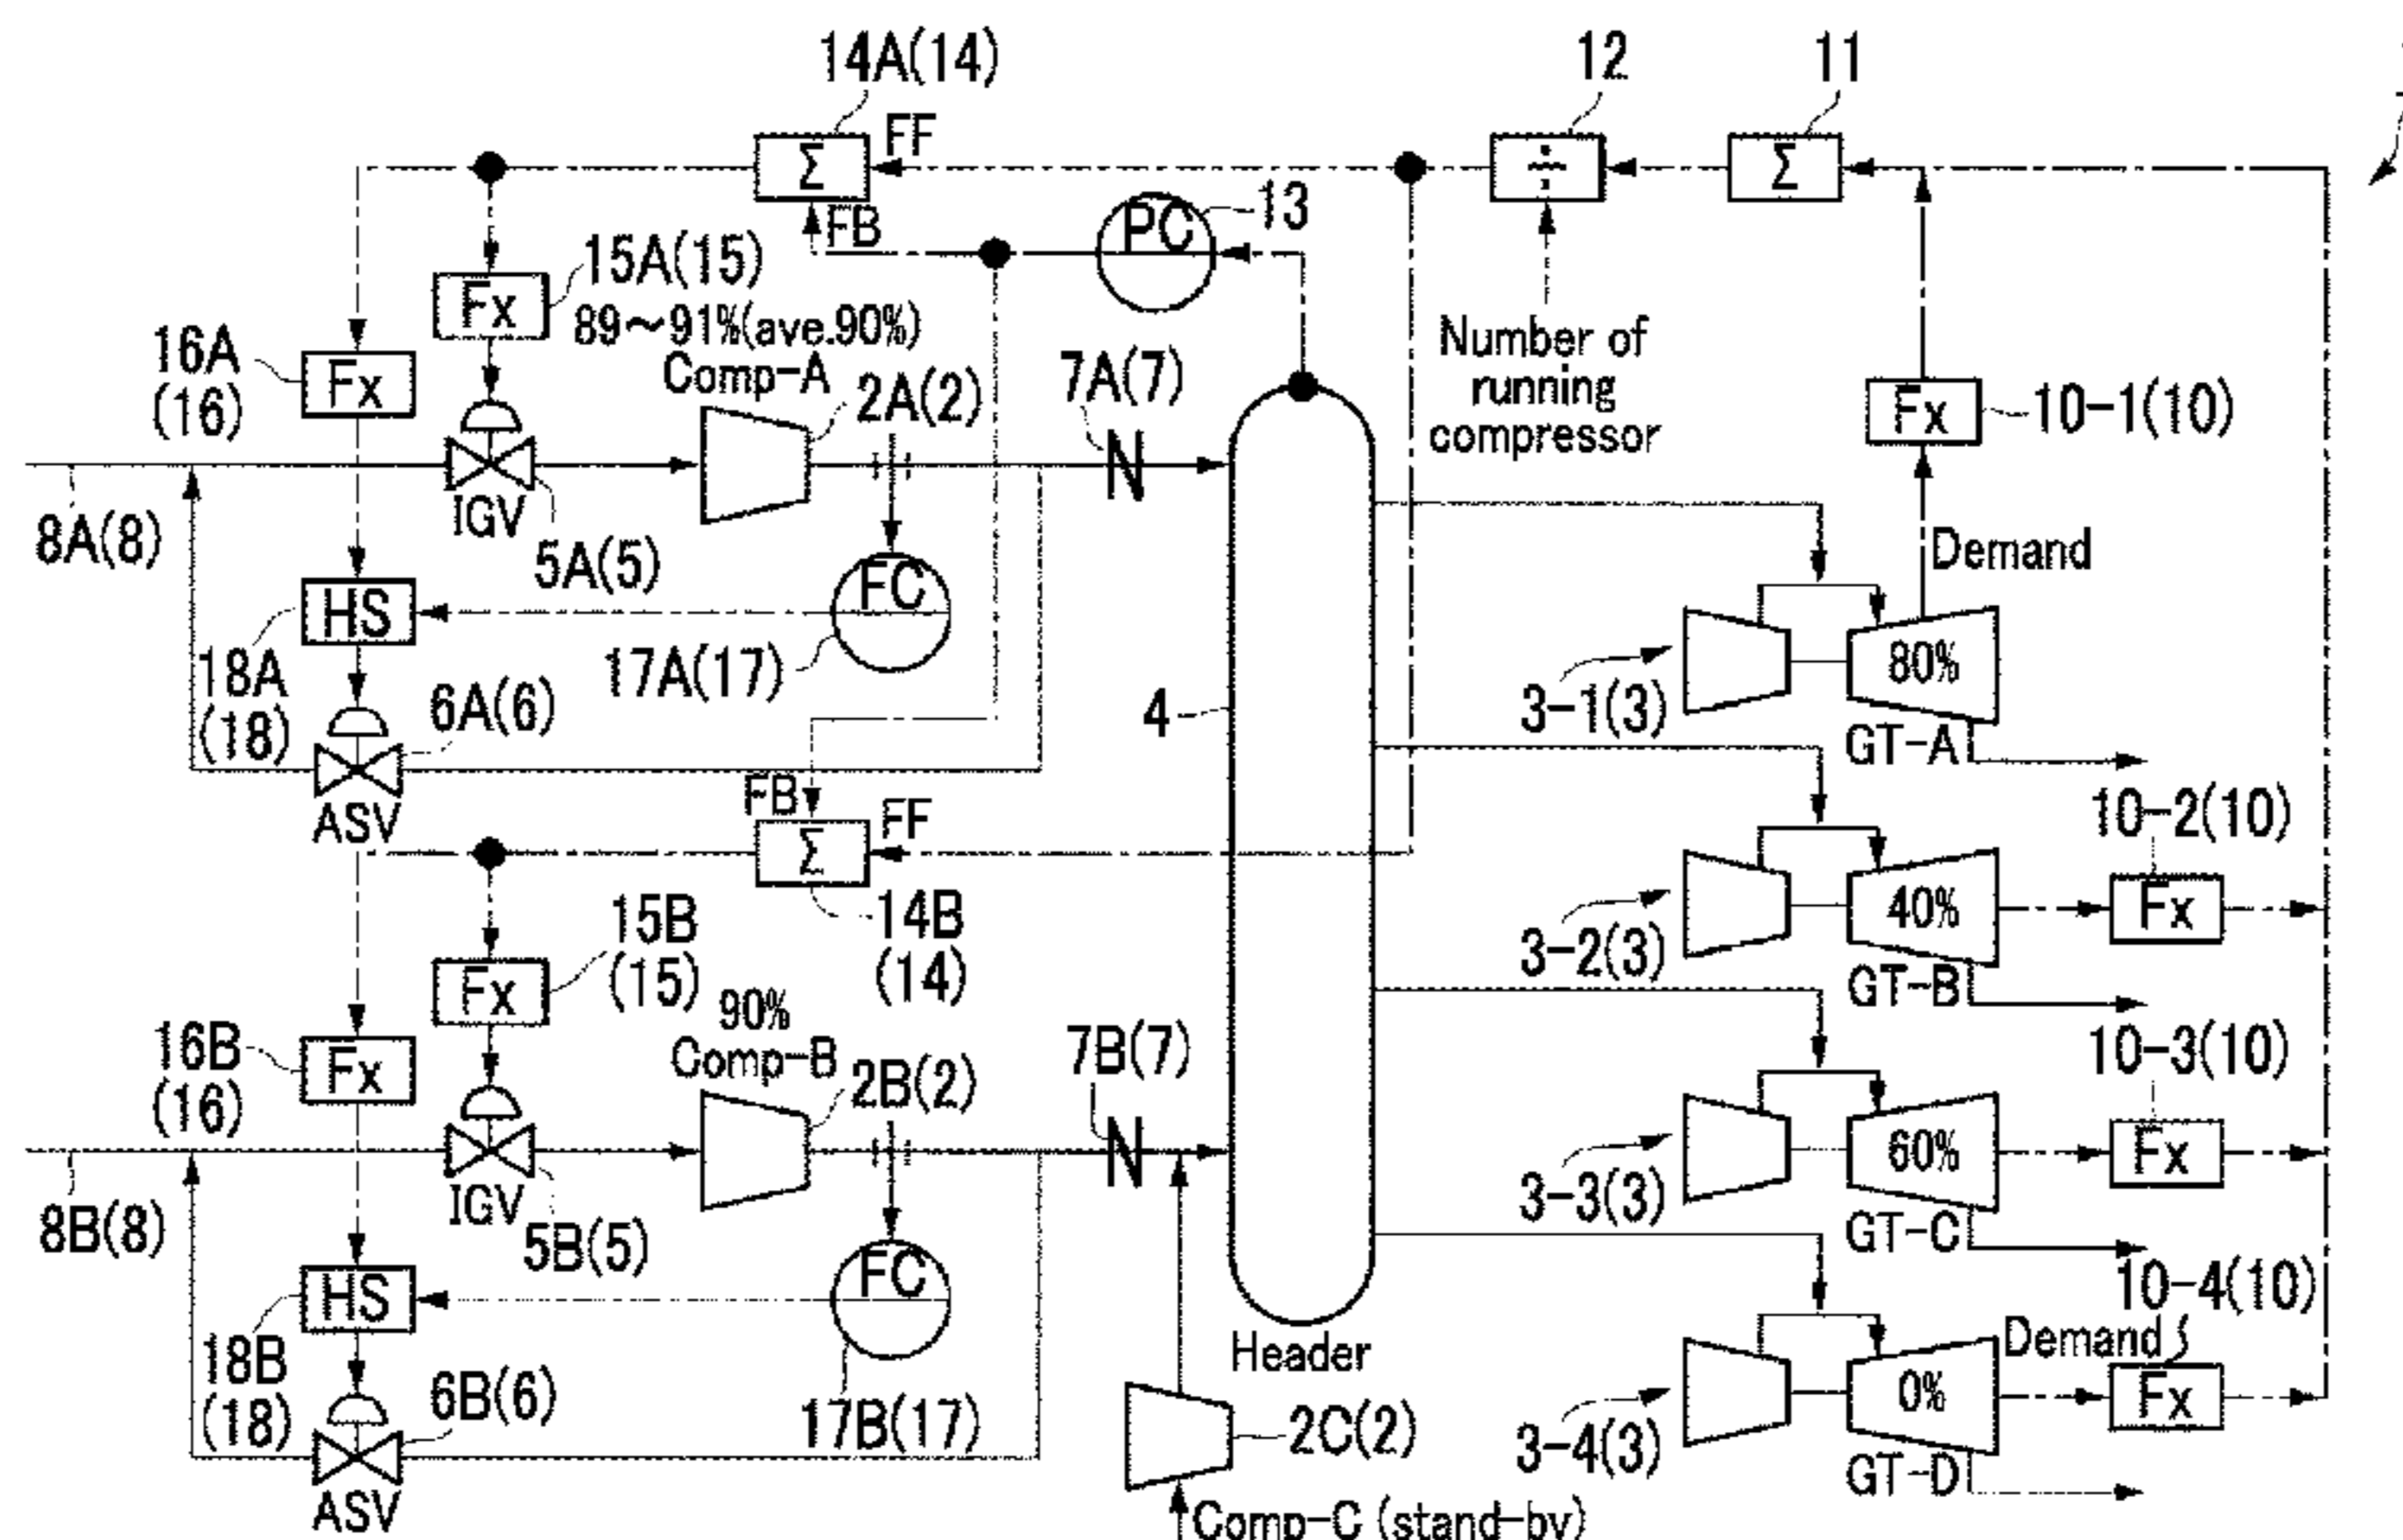 14A(14)
12
11
FF
Σ
÷
Σ
FB
PC
13
15A(15)
Fx
89～91%(ave.90%)
Comp-A
16A
(16)
Fx
2A(2)
7A(7)
Number of
running
compressor
Fx
10-1(10)
8A(8)
IGV
5A(5)
FC
HS
17A(17)
18A
(18)
6A(6)
ASV
4
Demand
80%
3-1(3)
GT-A
FB
FF
Σ
14B
(14)
10-2(10)
40%
Fx
3-2(3)
GT-B
15B
(15)
Fx
90%
Comp-B
16B
(16)
Fx
2B(2)
7B(7)
10-3(10)
60%
Fx
3-3(3)
GT-C
8B(8)
IGV
5B(5)
FC
HS
17B(17)
18B
(18)
6B(6)
ASV
Header
2C(2)
Comp-C (stand-by)
10-4(10)
Demand
0%
Fx
3-4(3)
GT-D